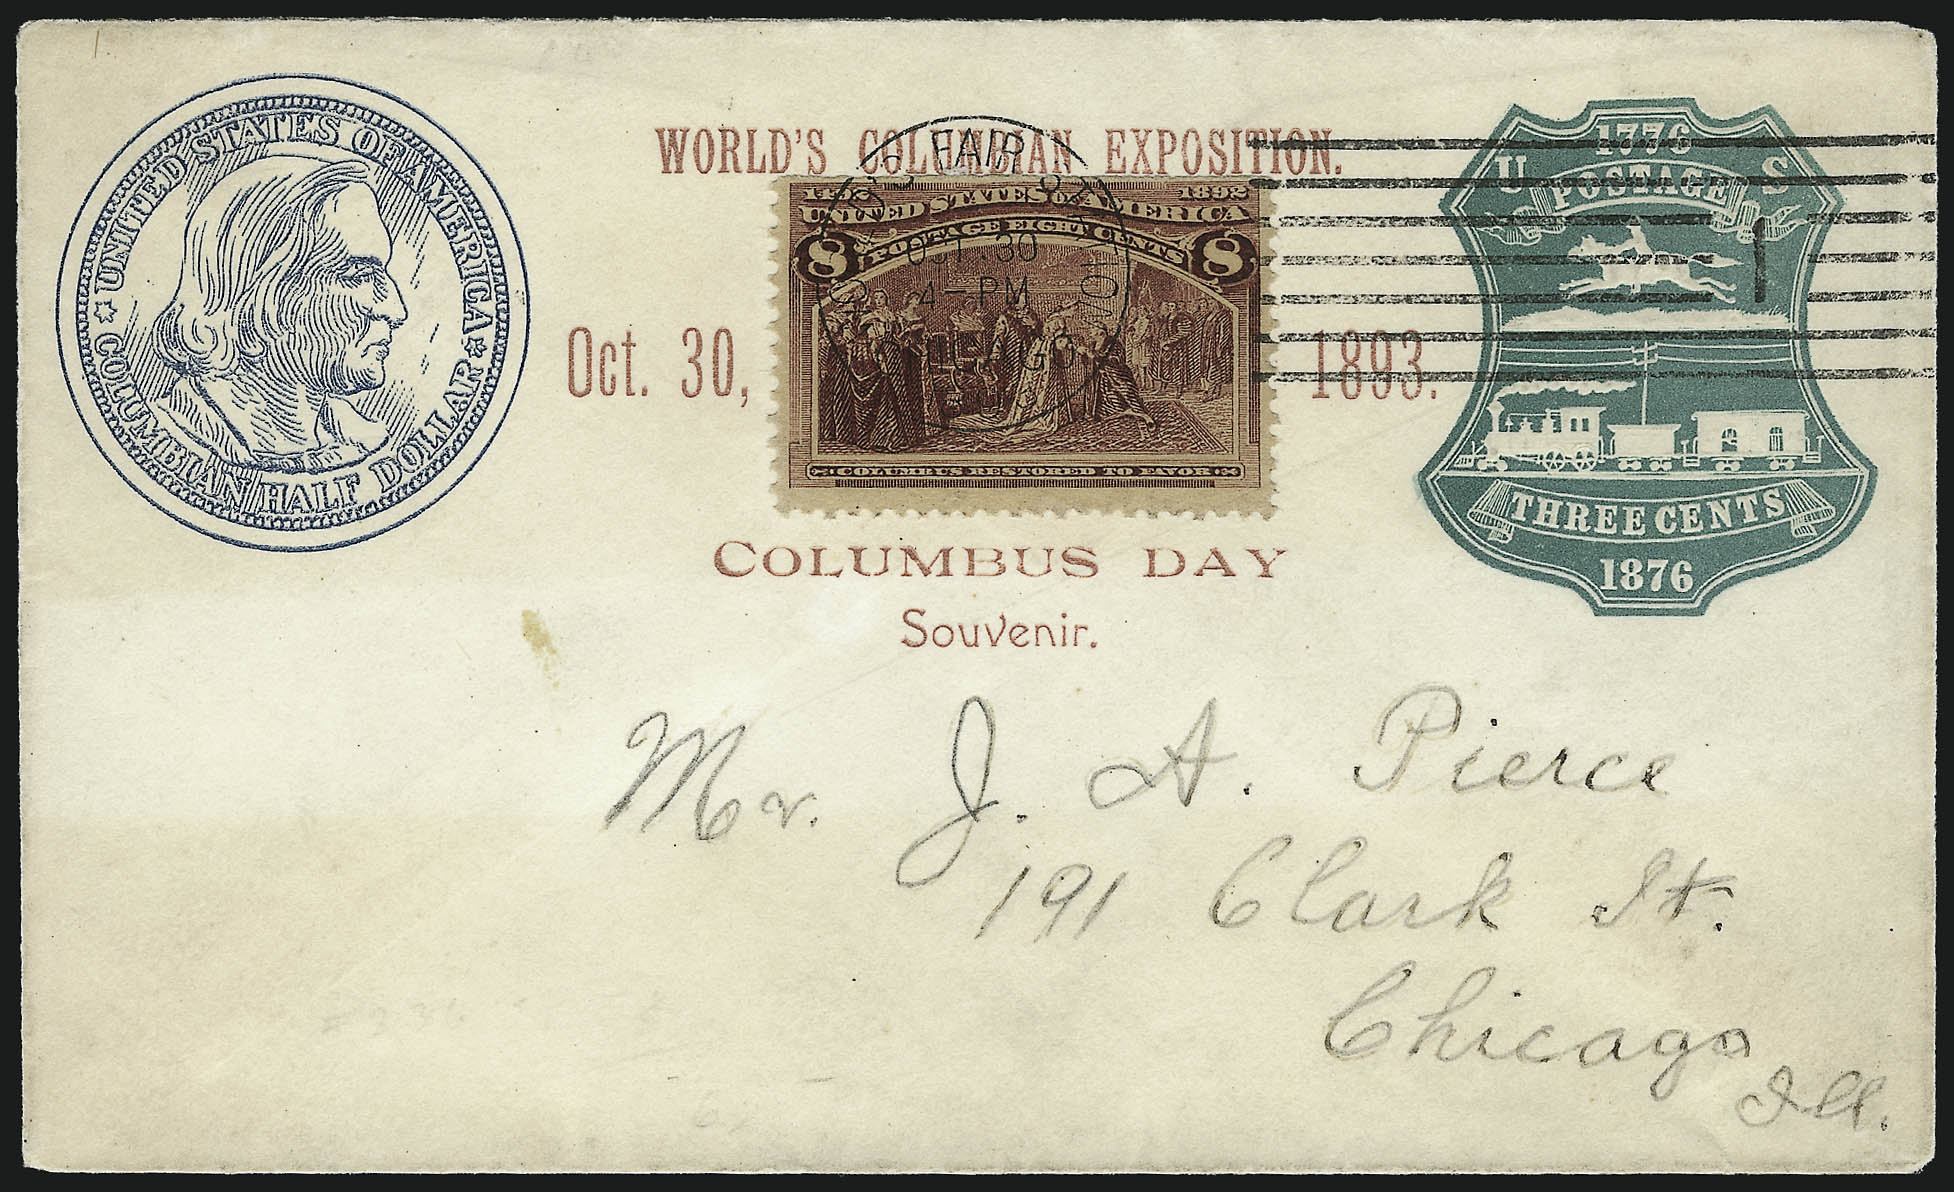 UNITED STATES OF AMERICA
COLUMBIAN HALF DOLLAR
WORLD'S COLUMBIAN EXPOSITION.
Oct. 30,
1893.
1892
UNITED STATES OF AMERICA
8 POSTAGE EIGHT CENTS 8
COLUMBUS RESTORED TO FAVOR
FAIR
OCT. 30
4-PM
COLUMBUS DAY
Souvenir.
1776
U POSTAGE S
THREE CENTS
1876
1
Mr. J. A. Pierce
191 Clark St.
Chicago
Ill.